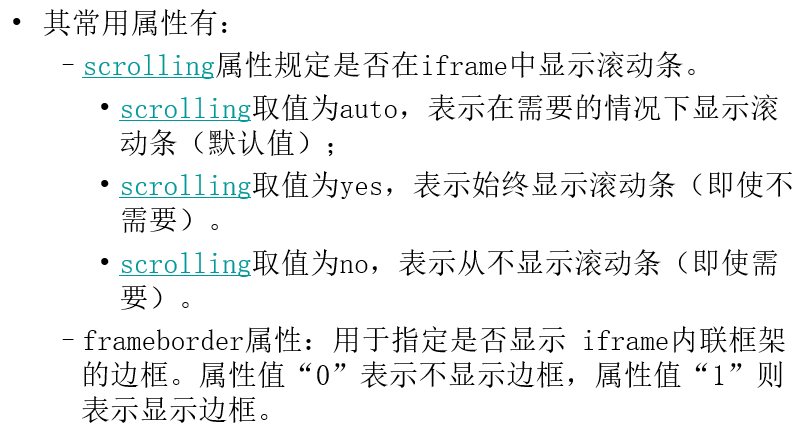 • 其常用属性有：
– scrolling属性规定是否在iframe中显示滚动条。
• scrolling取值为auto，表示在需要的情况下显示滚
动条（默认值）；
• scrolling取值为yes，表示始终显示滚动条（即使不
需要）。
• scrolling取值为no，表示从不显示滚动条（即使需
要）。
– frameborder属性：用于指定是否显示 iframe内联框架
的边框。属性值“0”表示不显示边框，属性值“1”则
表示显示边框。